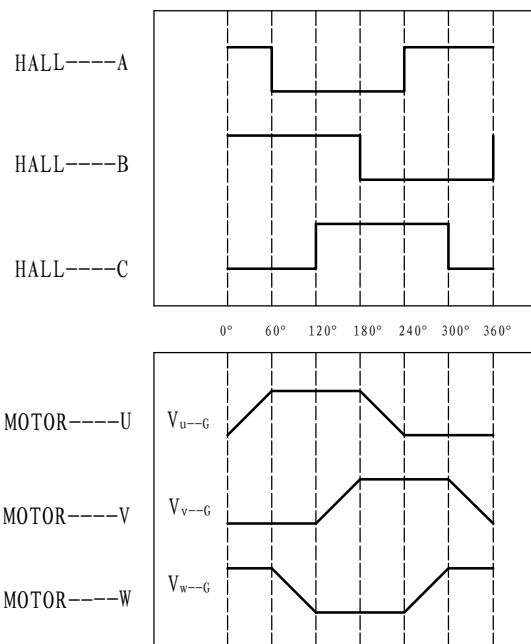 HALL----A
HALL----B
HALL----C
0° 60° 120° 180° 240° 300° 360°
MOTOR----U Vu--G
MOTOR----V Vv--G
MOTOR----W Vw--G